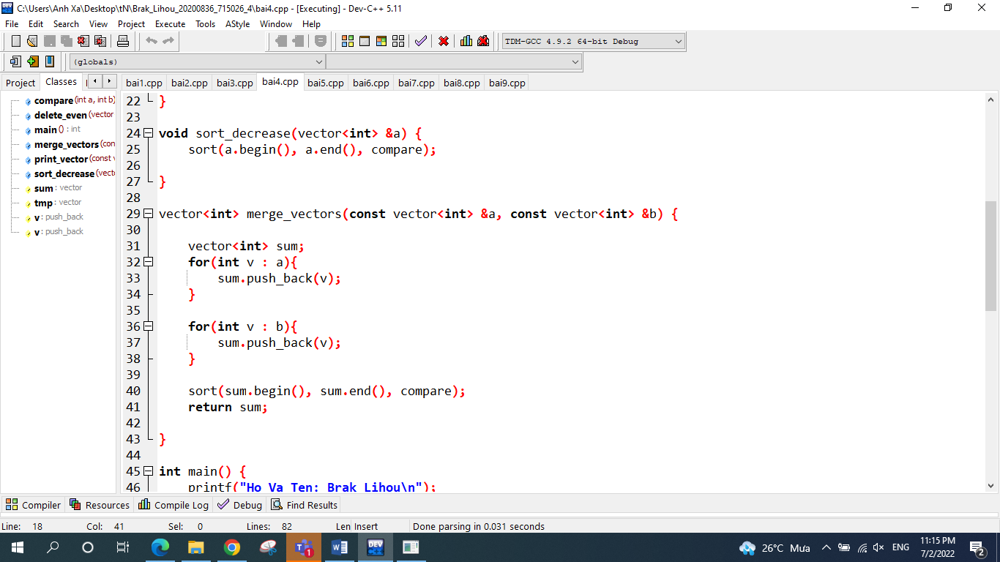 C:\Users\Anh Xa\Desktop\tN\Brak_Lihou_20200836_715026_4\bai4.cpp - [Executing] - Dev-C++ 5.11
File Edit Search View Project Execute Tools AStyle Window Help
TDM-GCC 4.9.2 64-bit Debug
(globals)
Project Classes
bai1.cpp bai2.cpp bai3.cpp bai4.cpp bai5.cpp bai6.cpp bai7.cpp bai8.cpp bai9.cpp
compare (int a, int b)
delete_even (vector
main () : int
merge_vectors (con
print_vector (const v
sort_decrease (vect
sum : vector
tmp : vector
v : push_back
v : push_back
22 }
23
24 void sort_decrease(vector<int> &a) {
25 sort(a.begin(), a.end(), compare);
26
27 }
28
29 vector<int> merge_vectors(const vector<int> &a, const vector<int> &b) {
30
31 vector<int> sum;
32 for(int v : a){
33 sum.push_back(v);
34 }
35
36 for(int v : b){
37 sum.push_back(v);
38 }
39
40 sort(sum.begin(), sum.end(), compare);
41 return sum;
42
43 }
44
45 int main() {
46 printf("Ho Va Ten: Brak Lihou\n");
Compiler Resources Compile Log Debug Find Results
Line: 18 Col: 41 Sel: 0 Lines: 82 Len Insert Done parsing in 0.031 seconds
DEV
26°C Mưa ENG
11:15 PM
7/2/2022
1
2